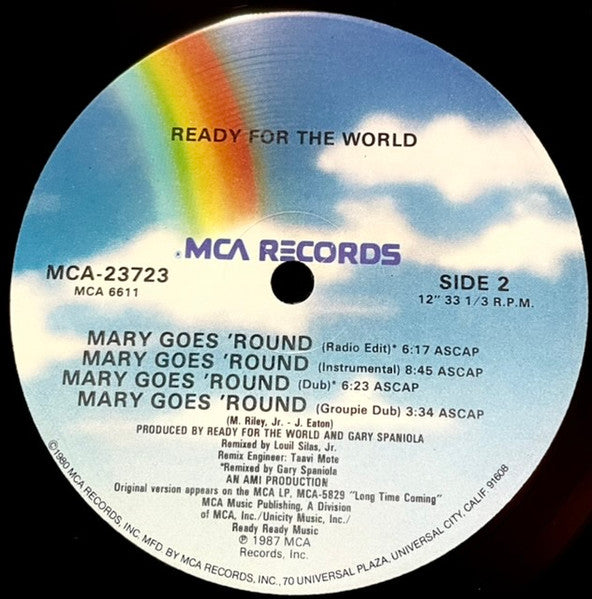 READY FOR THE WORLD
MCA RECORDS
MCA-23723
MCA 6611
SIDE 2
12" 33 1/3 R.P.M.
MARY GOES 'ROUND (Radio Edit)* 6:17 ASCAP
MARY GOES 'ROUND (Instrumental) 8:45 ASCAP
MARY GOES 'ROUND (Dub)* 6:23 ASCAP
MARY GOES 'ROUND (Groupie Dub) 3:34 ASCAP
(M. Riley, Jr. - J. Eaton)
PRODUCED BY READY FOR THE WORLD AND GARY SPANIOLA
Remixed by Louil Silas, Jr.
Remix Engineer: Taavi Mote
*Remixed by Gary Spaniola
AN AMI PRODUCTION
Original version appears on the MCA LP, MCA-5829 "Long Time Coming"
MCA Music Publishing, A Division
of MCA, Inc./Unicity Music, Inc./
Ready Ready Music
℗ 1987 MCA
Records, Inc.
©1980 MCA RECORDS, INC. MFD. BY MCA RECORDS, INC., 70 UNIVERSAL PLAZA, UNIVERSAL CITY, CALIF. 91608